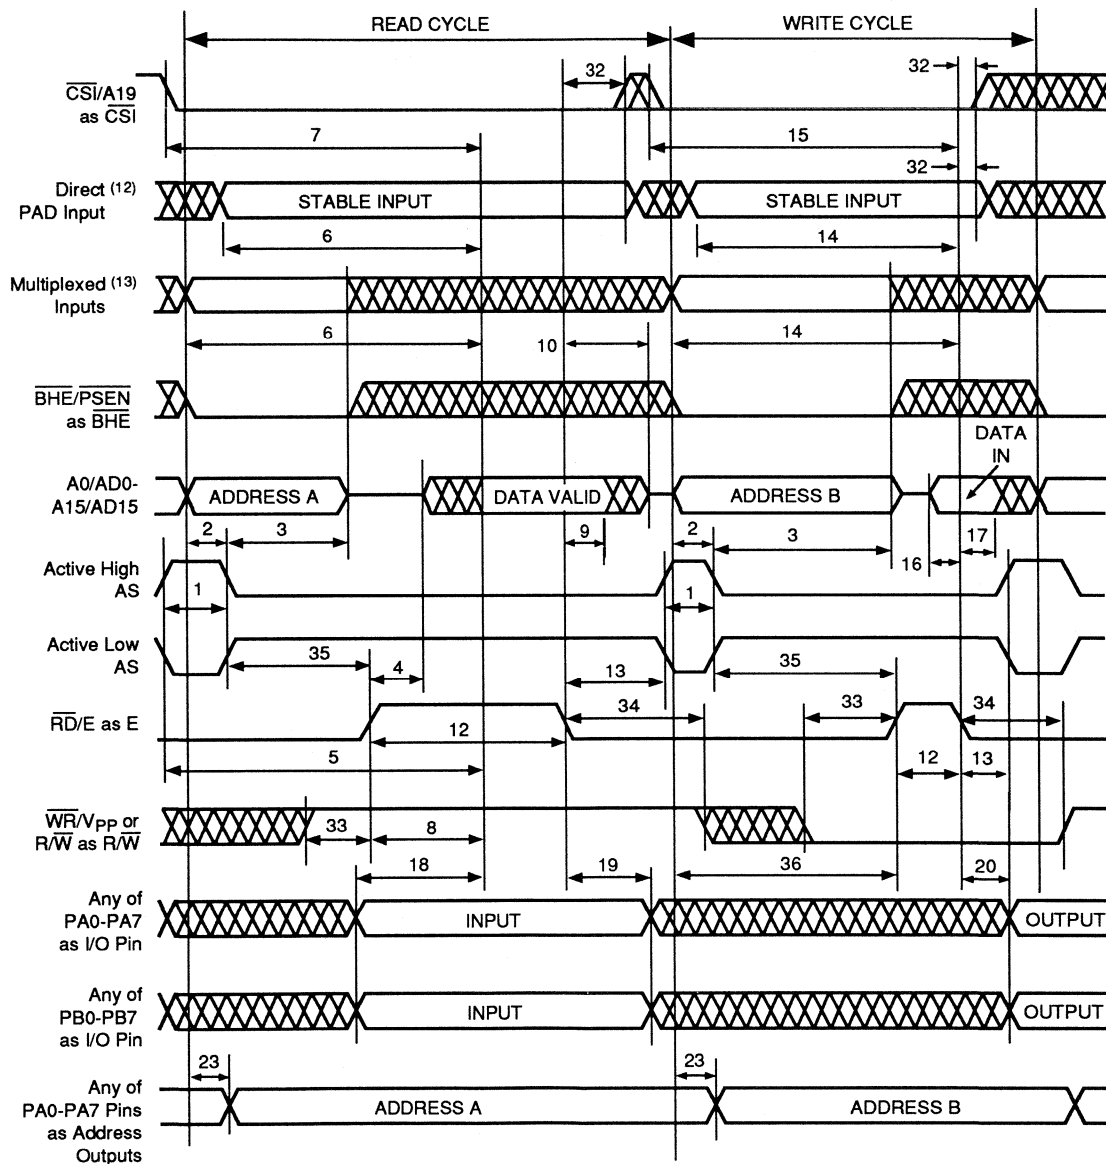 READ CYCLE
WRITE CYCLE
CSI/A19
as CSI
32
32
7
15
Direct (12)
PAD Input
STABLE INPUT
STABLE INPUT
32
6
14
Multiplexed (13)
Inputs
6
10
14
BHE/PSEN
as BHE
DATA
IN
A0/AD0-
A15/AD15
ADDRESS A
DATA VALID
ADDRESS B
2
3
9
2
3
16
17
Active High
AS
1
1
Active Low
AS
35
4
13
35
RD/E as E
12
34
33
34
5
12
13
WR/VPP or
R/W as R/W
33
8
36
18
19
20
Any of
PA0-PA7
as I/O Pin
INPUT
OUTPUT
Any of
PB0-PB7
as I/O Pin
INPUT
OUTPUT
23
23
Any of
PA0-PA7 Pins
as Address
Outputs
ADDRESS A
ADDRESS B